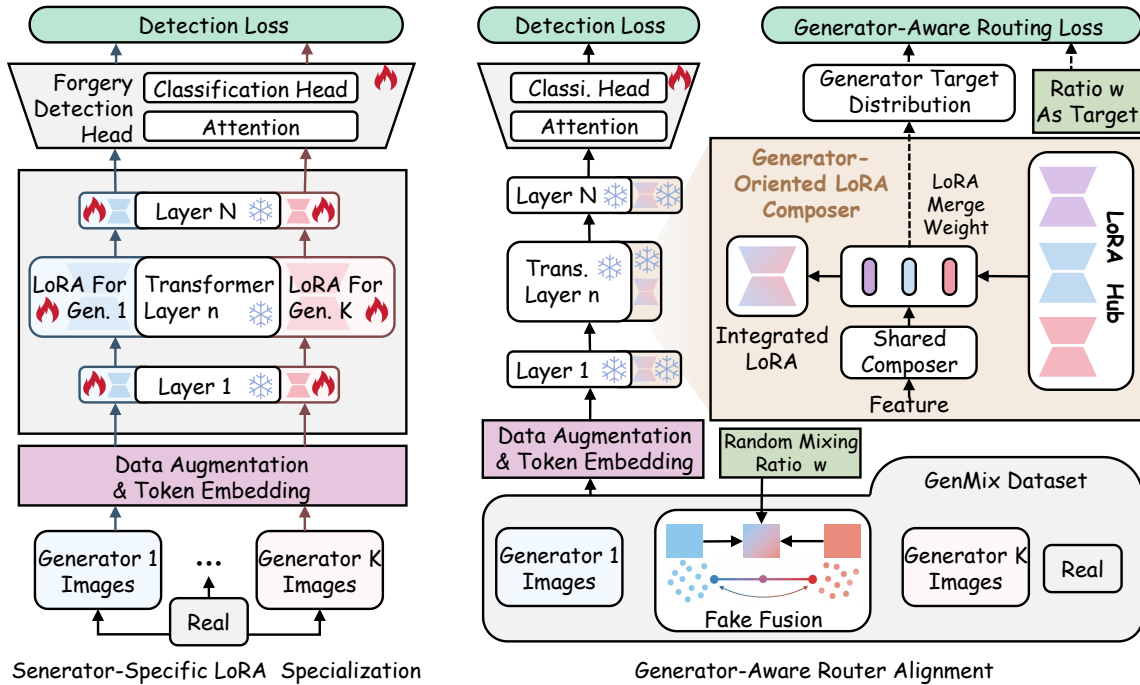 Detection Loss
Forgery
Detection
Head
Classification Head
Attention
Layer N
LoRA For
Gen. 1
Transformer
Layer n
LoRA For
Gen. K
Layer 1
Data Augmentation
& Token Embedding
Generator 1
Images
...
Generator K
Images
Real
Senerator-Specific LoRA Specialization
Detection Loss
Classi. Head
Attention
Layer N
Trans.
Layer n
Layer 1
Data Augmentation
& Token Embedding
Generator-Aware Routing Loss
Generator Target
Distribution
Ratio w
As Target
Generator-
Oriented LoRA
Composer
LoRA
Merge
Weight
LoRA Hub
Integrated
LoRA
Shared
Composer
Feature
Random Mixing
Ratio w
GenMix Dataset
Generator 1
Images
Fake Fusion
Generator K
Images
Real
Generator-Aware Router Alignment